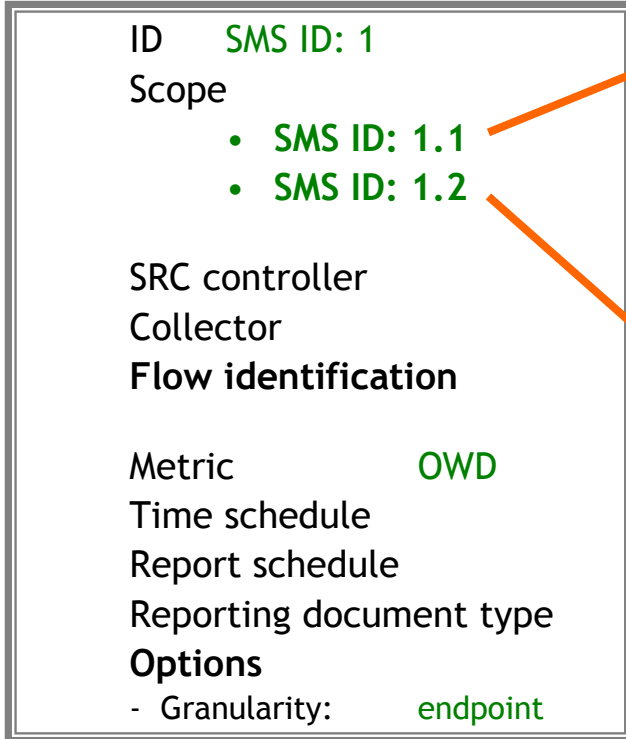 ID SMS ID: 1
Scope
• SMS ID: 1.1
• SMS ID: 1.2
SRC controller
Collector
Flow identification
Metric OWD
Time schedule
Report schedule
Reporting document type
Options
- Granularity: endpoint